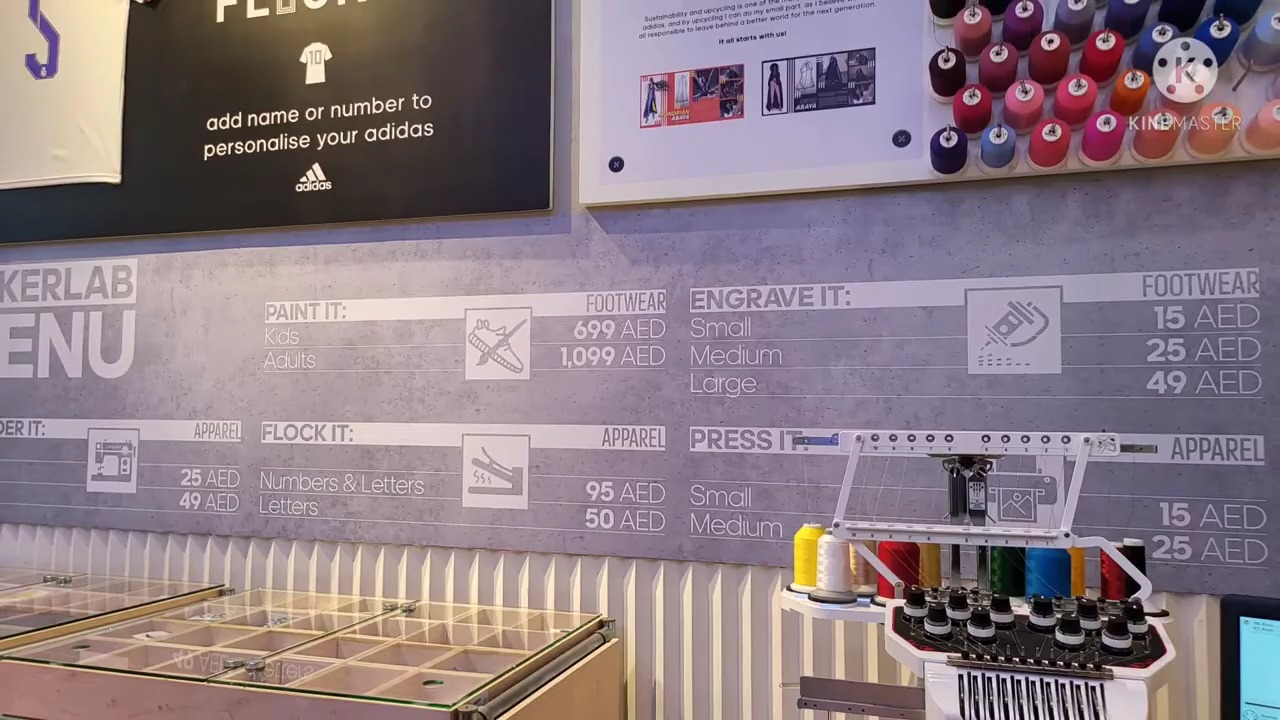 10
add name or number to
personalise your adidas
adidas
Sustainability and upcycling is one of the
adidas, and by upcycling I can do my small part, as I believe
all responsible to leave behind a better world for the next generation.
It all starts with us!
ABAYA
ABAYA
K
KINEMASTER
KERLAB
ENU
PAINT IT: FOOTWEAR
Kids 699 AED
Adults 1,099 AED
ENGRAVE IT: FOOTWEAR
Small 15 AED
Medium 25 AED
Large 49 AED
DER IT: APPAREL
25 AED
49 AED
FLOCK IT: APPAREL
Numbers & Letters 95 AED
Letters 50 AED
PRESS IT: APPAREL
Small 15 AED
Medium 25 AED